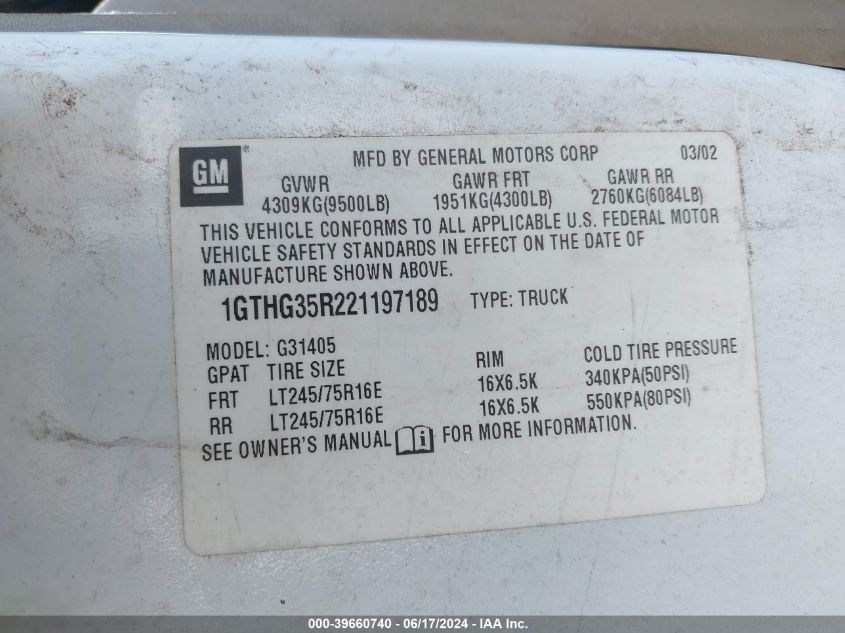 GM® MFD BY GENERAL MOTORS CORP 03/02
GVWR GAWR FRT GAWR RR
4309KG(9500LB) 1951KG(4300LB) 2760KG(6084LB)
THIS VEHICLE CONFORMS TO ALL APPLICABLE U.S. FEDERAL MOTOR
VEHICLE SAFETY STANDARDS IN EFFECT ON THE DATE OF
MANUFACTURE SHOWN ABOVE.
1GTHG35R221197189 TYPE: TRUCK
MODEL: G31405
GPAT TIRE SIZE RIM COLD TIRE PRESSURE
FRT LT245/75R16E 16X6.5K 340KPA(50PSI)
RR LT245/75R16E 16X6.5K 550KPA(80PSI)
SEE OWNER'S MANUAL i FOR MORE INFORMATION.
000-39660740 - 06/17/2024 - IAA Inc.